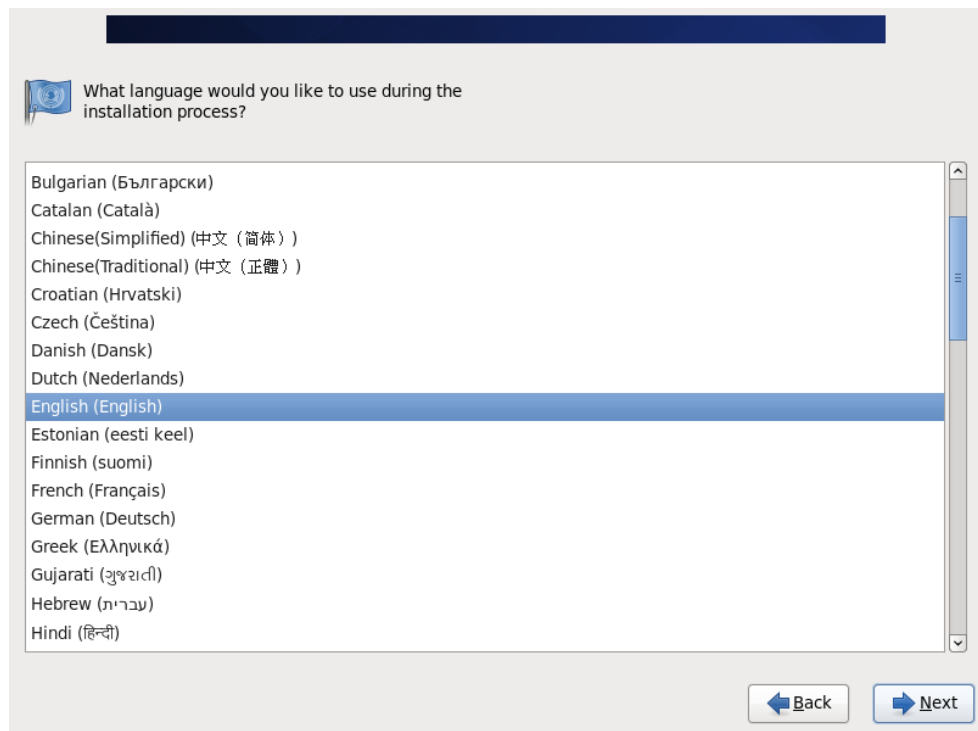 What language would you like to use during the
installation process?
Bulgarian (Български)
Catalan (Català)
Chinese(Simplified) (中文（简体）)
Chinese(Traditional) (中文（正體）)
Croatian (Hrvatski)
Czech (Čeština)
Danish (Dansk)
Dutch (Nederlands)
English (English)
Estonian (eesti keel)
Finnish (suomi)
French (Français)
German (Deutsch)
Greek (Ελληνικά)
Gujarati (ગુજરાતી)
Hebrew (עברית)
Hindi (हिन्दी)
Back
Next